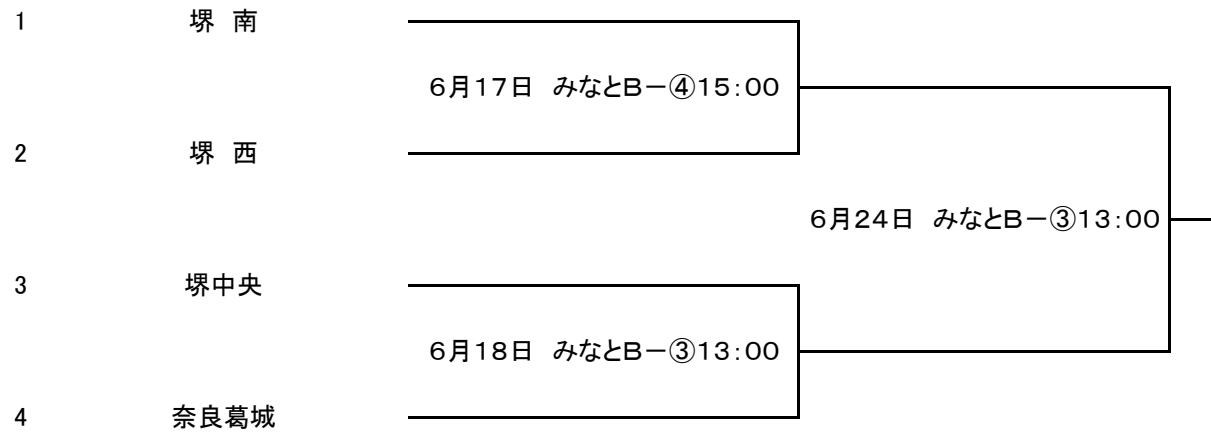 1 堺 南
6月17日 みなとB－④15：00
2 堺 西
6月24日 みなとB－③13：00
3 堺中央
6月18日 みなとB－③13：00
4 奈良葛城